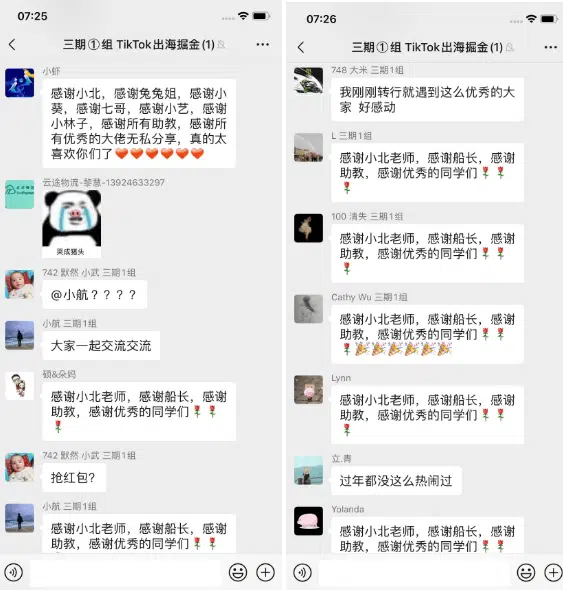 07:25
三期①组 TikTok出海掘金(1)
小虾
感谢小北，感谢兔兔姐，感谢小
葵，感谢七哥，感谢小艺，感谢
小林子，感谢所有助教，感谢所
有优秀的大佬无私分享，真的太
喜欢你们了❤️❤️❤️❤️❤️❤️
云途物流-黎慧-13924633297
哭成猪头
742 默然 小武 三期1组
@小航？？？？
小航 三期1组
大家一起交流交流
硕&朵妈
感谢小北老师，感谢船长，感谢
助教，感谢优秀的同学们🌹🌹
🌹
742 默然 小武 三期1组
抢红包？
小航 三期1组
感谢小北老师，感谢船长，感谢
助教，感谢优秀的同学们🌹🌹
07:26
三期①组 TikTok出海掘金(1)
748 大米 三期1组
我刚刚转行就遇到这么优秀的大
家 好感动
L 三期1组
感谢小北老师，感谢船长，感谢
助教，感谢优秀的同学们🌹🌹
🌹
100 清失 三期1组
感谢小北老师，感谢船长，感谢
助教，感谢优秀的同学们🌹🌹
🌹
Cathy Wu 三期1组
感谢小北老师，感谢船长，感谢
助教，感谢优秀的同学们🌹🌹
🌹🎉🎉🎉🎉🎉🎉
Lynn
感谢小北老师，感谢船长，感谢
助教，感谢优秀的同学们🌹🌹
🌹
立.青
过年都没这么热闹过
Yolanda
感谢小北老师，感谢船长，感谢
助教，感谢优秀的同学们🌹🌹